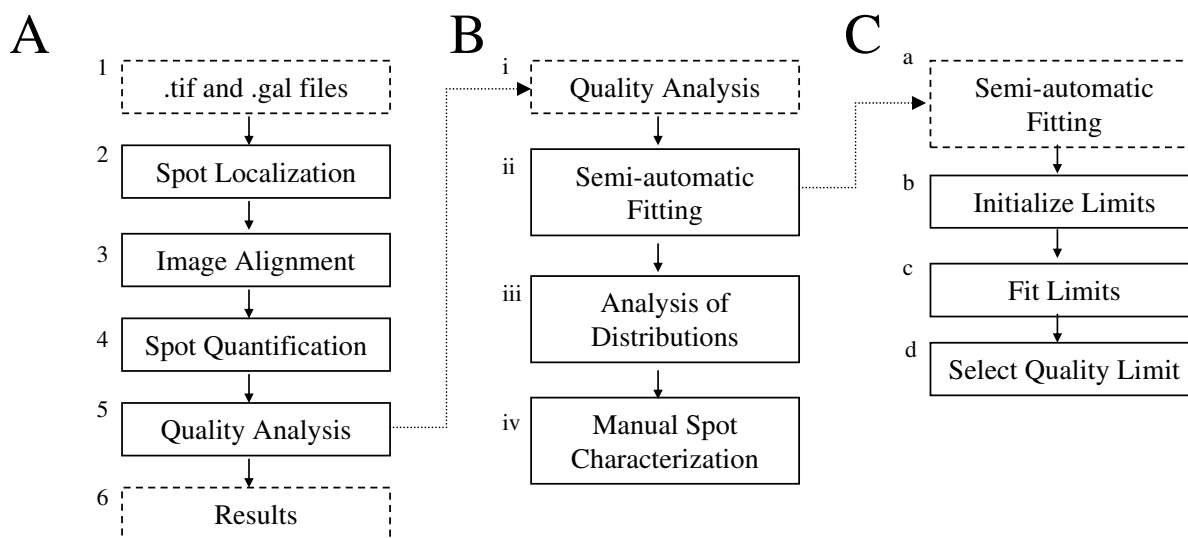 A
1
.tif and .gal files
2
Spot Localization
3
Image Alignment
4
Spot Quantification
5
Quality Analysis
6
Results
B
i
Quality Analysis
ii
Semi-automatic
Fitting
iii
Analysis of
Distributions
iv
Manual Spot
Characterization
C
a
Semi-automatic
Fitting
b
Initialize Limits
c
Fit Limits
d
Select Quality Limit